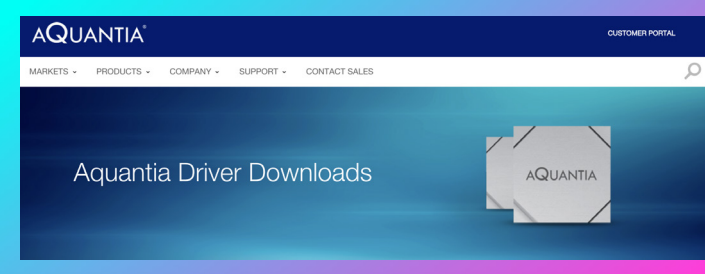 AQUANTIA®
CUSTOMER PORTAL
MARKETS PRODUCTS COMPANY SUPPORT CONTACT SALES
Aquantia Driver Downloads
AQUANTIA